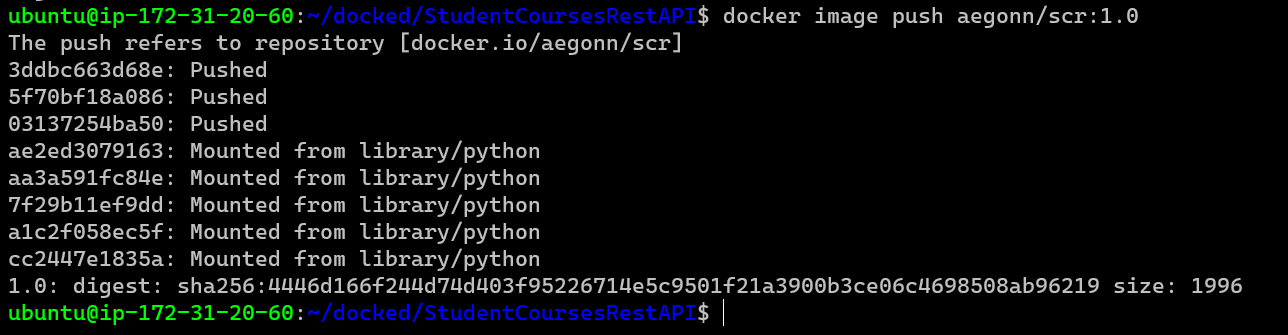 ubuntu@ip-172-31-20-60:~/docked/StudentCoursesRestAPI$ docker image push aegonn/scr:1.0
The push refers to repository [docker.io/aegonn/scr]
3ddbc663d68e: Pushed
5f70bf18a086: Pushed
03137254ba50: Pushed
ae2ed3079163: Mounted from library/python
aa3a591fc84e: Mounted from library/python
7f29b11ef9dd: Mounted from library/python
a1c2f058ec5f: Mounted from library/python
cc2447e1835a: Mounted from library/python
1.0: digest: sha256:4446d166f244d74d403f95226714e5c9501f21a3900b3ce06c4698508ab96219 size: 1996
ubuntu@ip-172-31-20-60:~/docked/StudentCoursesRestAPI$